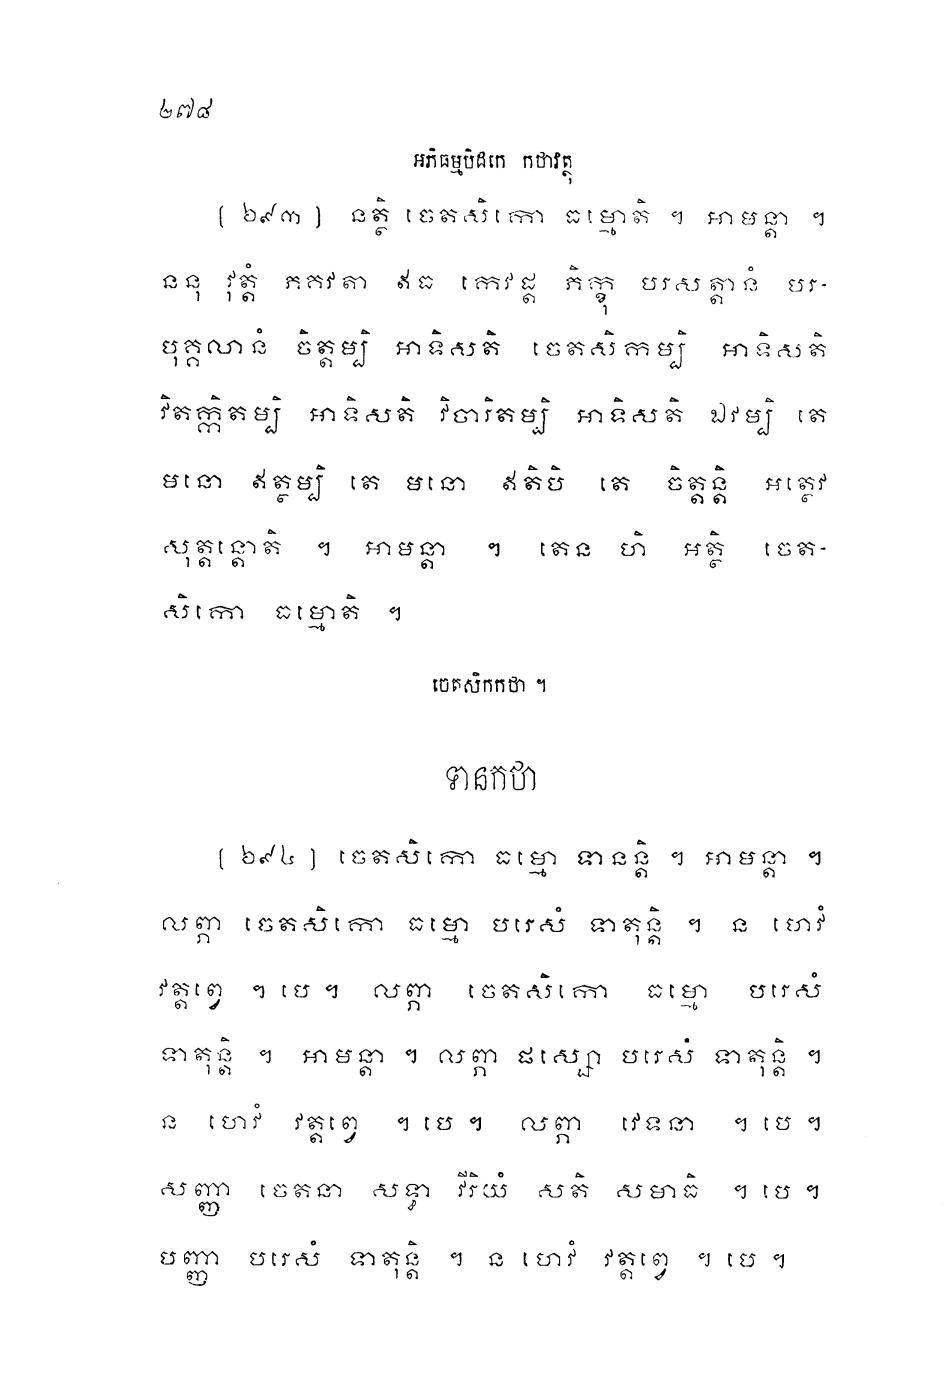 ២៧៨
អភិធម្មបិដកេ កថាវត្ថុ
( ៦៩៣ ) នត្ថិ ចេតសិកោ ធម្មោតិ ។ អាមន្តា ។
ននុ វុត្តំ ភគវតា ឥធ កេវដ្ដ ភិក្ខុ បរសត្តានំ បរ-
បុគ្គលានំ ចិត្តម្បិ អាទិសតិ ចេតសិកម្បិ អាទិសតិ
វិតក្កិតម្បិ អាទិសតិ វិចារិតម្បិ អាទិសតិ ឯវម្បិ តេ
មនោ ឥត្ថម្បិ តេ មនោ ឥតិបិ តេ ចិត្តន្តិ អត្ថេវ
សុត្តន្តោតិ ។ អាមន្តា ។ តេន ហិ អត្ថិ ចេត-
សិកោ ធម្មោតិ ។
ចេតសិកកថា ។
ទានកថា
( ៦៩៤ ) ចេតសិកោ ធម្មោ ទានន្តិ ។ អាមន្តា ។
លព្ភា ចេតសិកោ ធម្មោ បរេសំ ទាតុន្តិ ។ ន ហេវំ
វត្តព្វេ ។ បេ ។ លព្ភា ចេតសិកោ ធម្មោ បរេសំ
ទាតុន្តិ ។ អាមន្តា ។ លព្ភា ផស្សោ បរេសំ ទាតុន្តិ ។
ន ហេវំ វត្តព្វេ ។ បេ ។ លព្ភា វេទនា ។ បេ ។
សញ្ញា ចេតនា សទ្ធា វីរិយំ សតិ សមាធិ ។ បេ ។
បញ្ញា បរេសំ ទាតុន្តិ ។ ន ហេវំ វត្តព្វេ ។ បេ ។